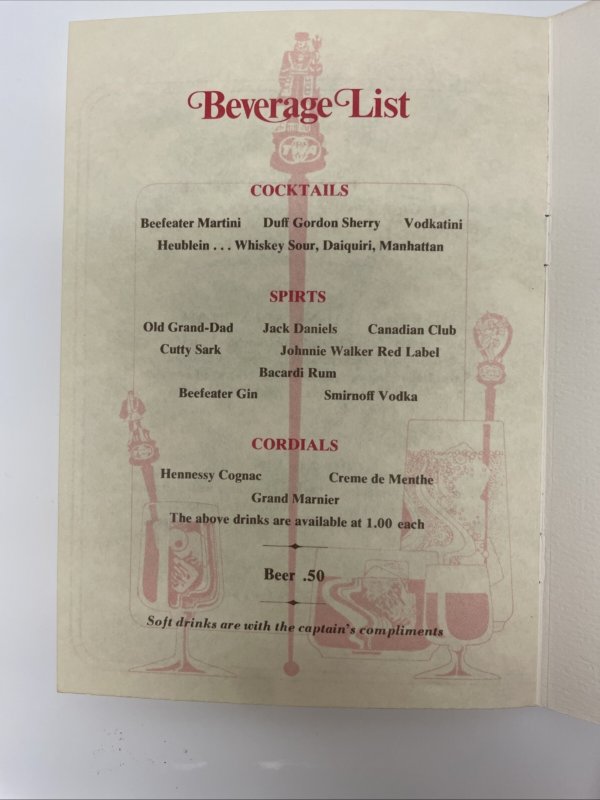 Beverage List
COCKTAILS
Beefeater Martini Duff Gordon Sherry Vodkatini
Heublein . . . Whiskey Sour, Daiquiri, Manhattan
SPIRTS
Old Grand-Dad Jack Daniels Canadian Club
Cutty Sark Johnnie Walker Red Label
Bacardi Rum
Beefeater Gin Smirnoff Vodka
CORDIALS
Hennessy Cognac Creme de Menthe
Grand Marnier
The above drinks are available at 1.00 each
Beer .50
Soft drinks are with the captain's compliments